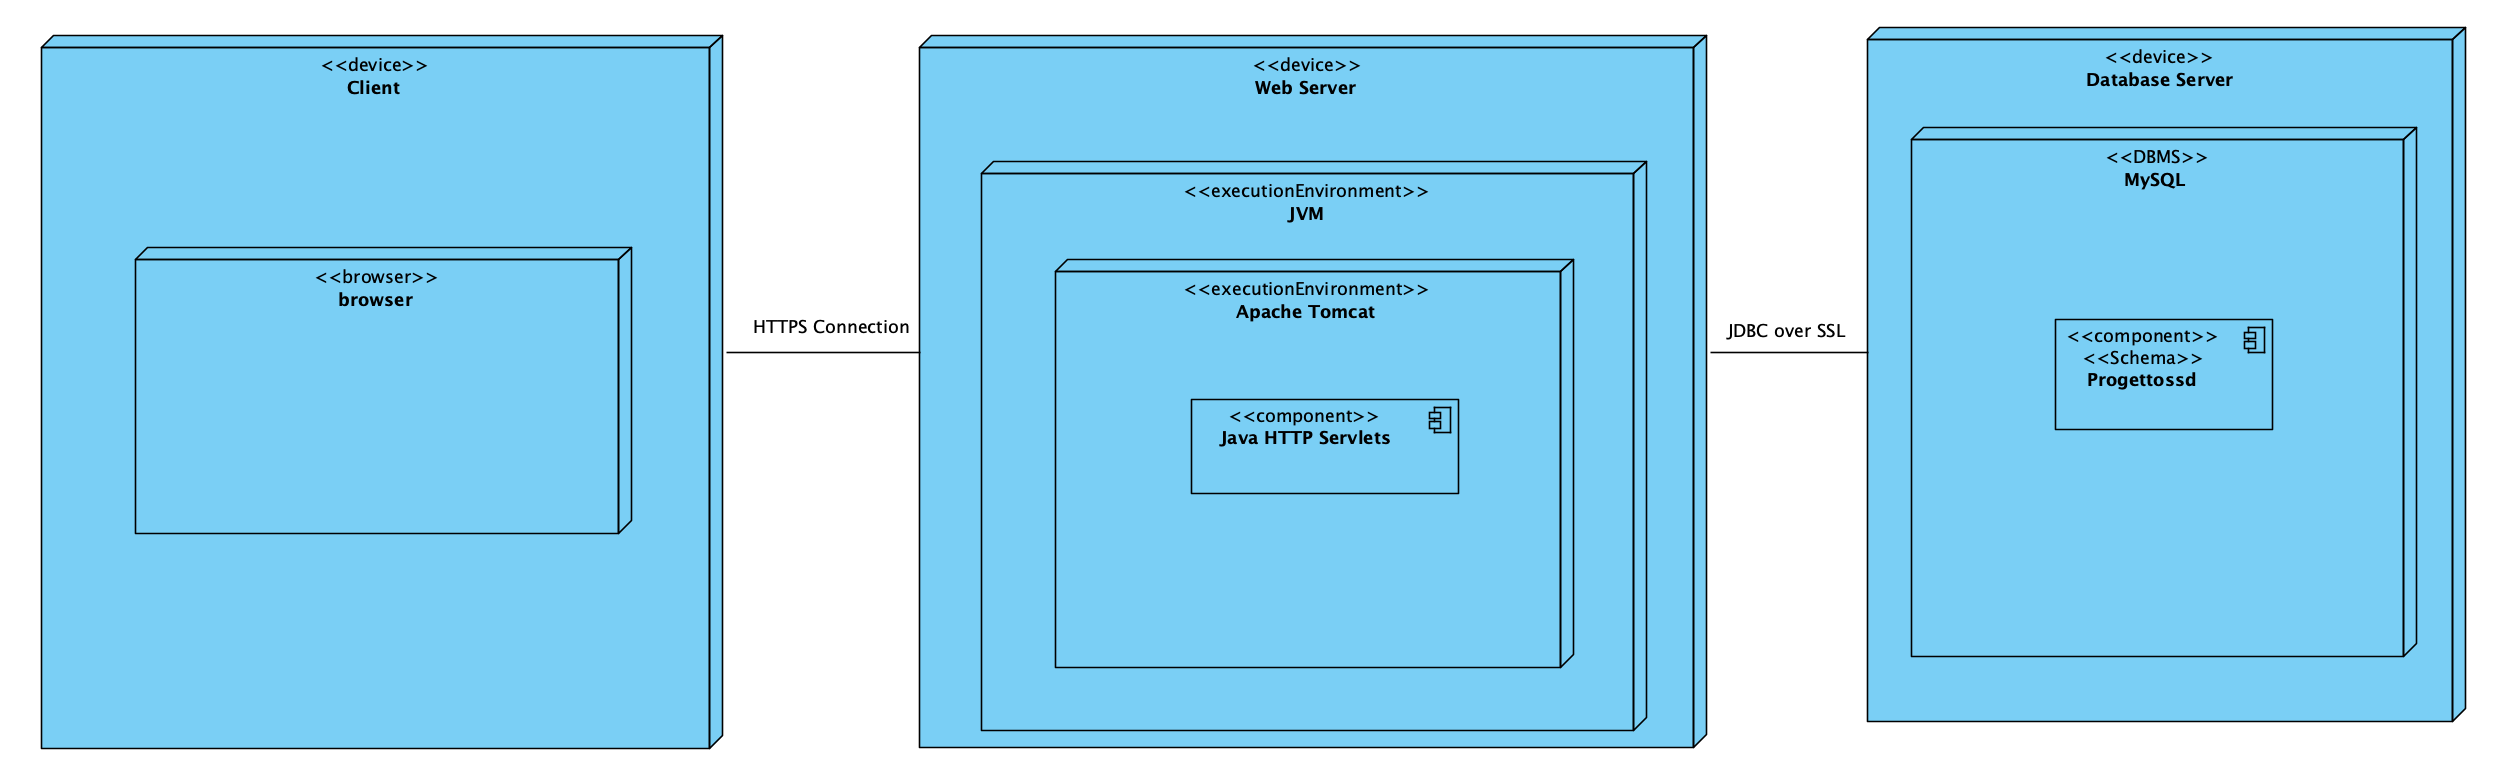 <<device>>
Client
<<browser>>
browser
HTTPS Connection
<<device>>
Web Server
<<executionEnvironment>>
JVM
<<executionEnvironment>>
Apache Tomcat
<<component>>
Java HTTP Servlets
JDBC over SSL
<<device>>
Database Server
<<DBMS>>
MySQL
<<component>>
<<Schema>>
Progettossd